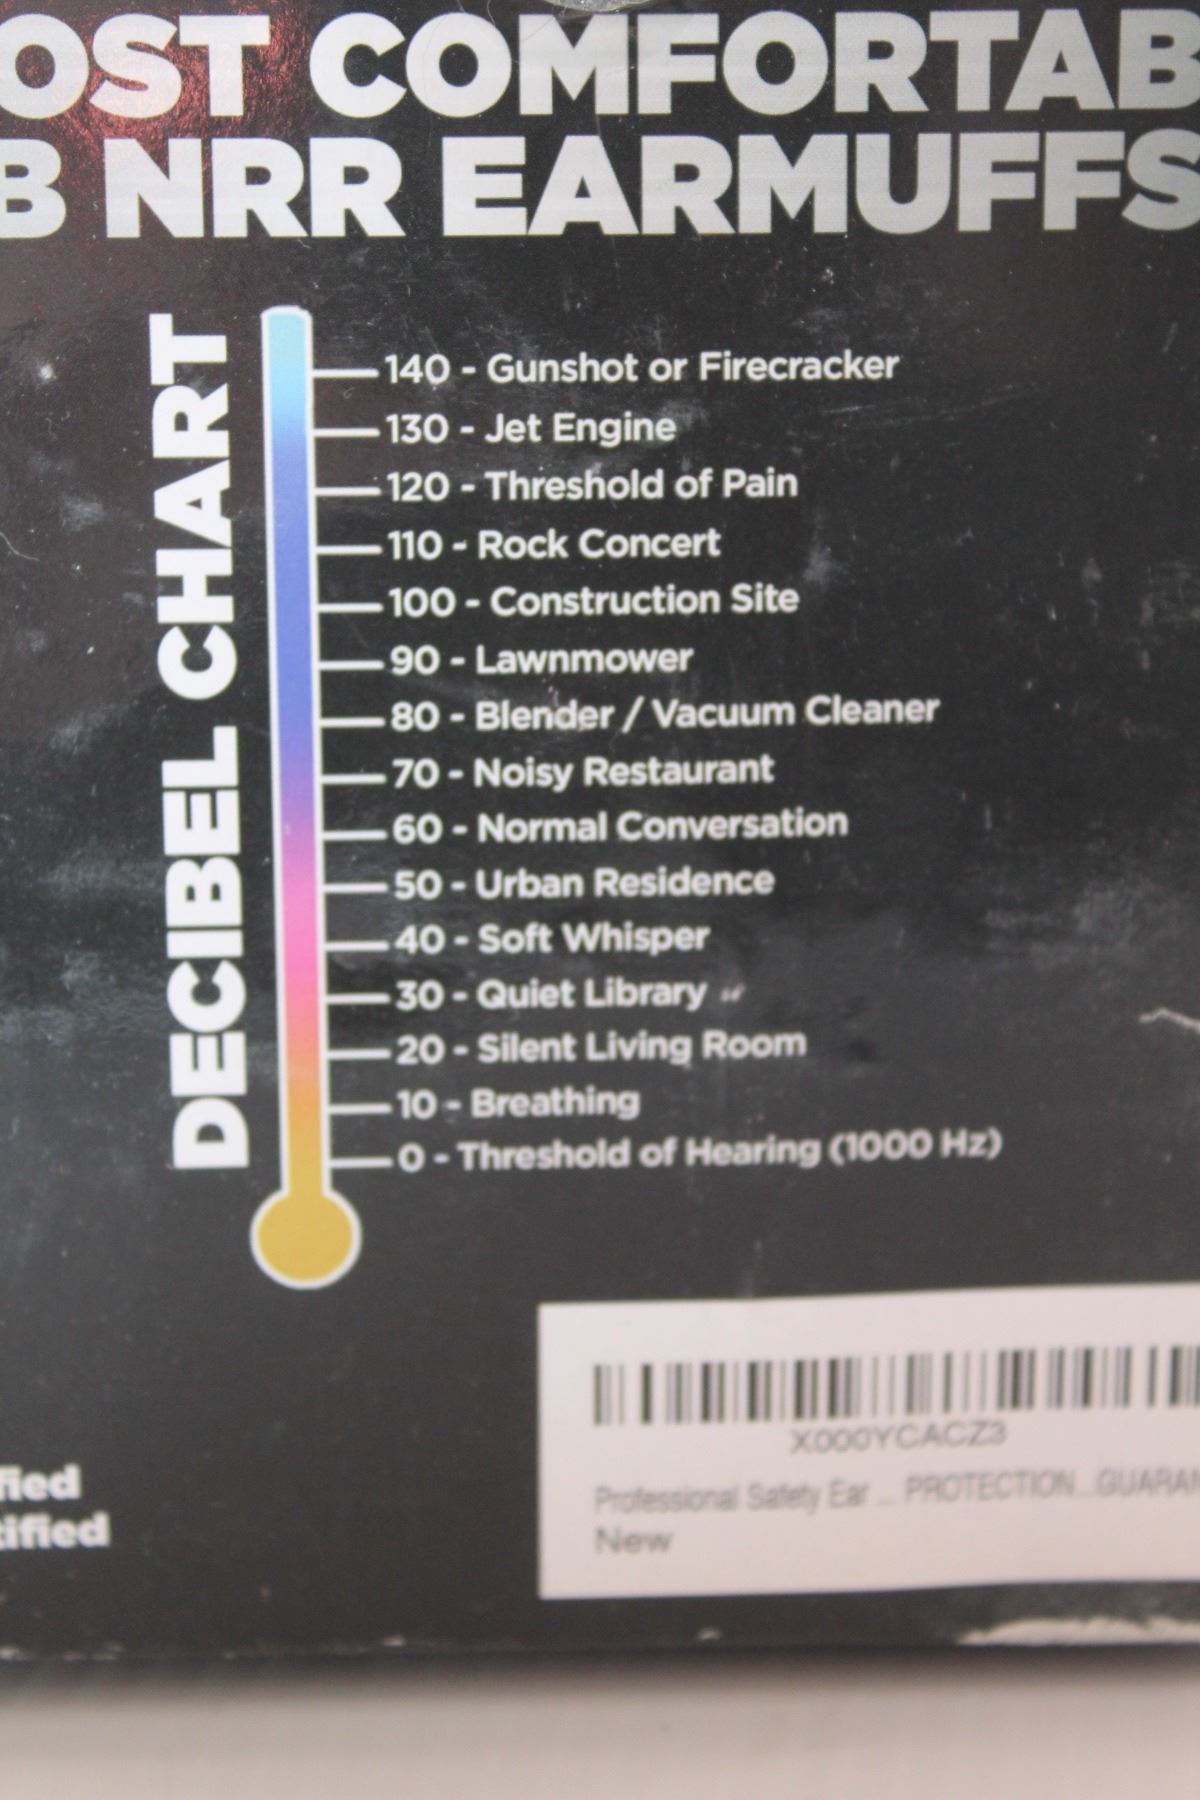 OST COMFORTAB
B NRR EARMUFFS
DECIBEL CHART
140 - Gunshot or Firecracker
130 - Jet Engine
120 - Threshold of Pain
110 - Rock Concert
100 - Construction Site
90 - Lawnmower
80 - Blender / Vacuum Cleaner
70 - Noisy Restaurant
60 - Normal Conversation
50 - Urban Residence
40 - Soft Whisper
30 - Quiet Library
20 - Silent Living Room
10 - Breathing
0 - Threshold of Hearing (1000 Hz)
fied
tified
X000YCACZ3
Professional Safety Ear ... PROTECTION...GUARAN
New